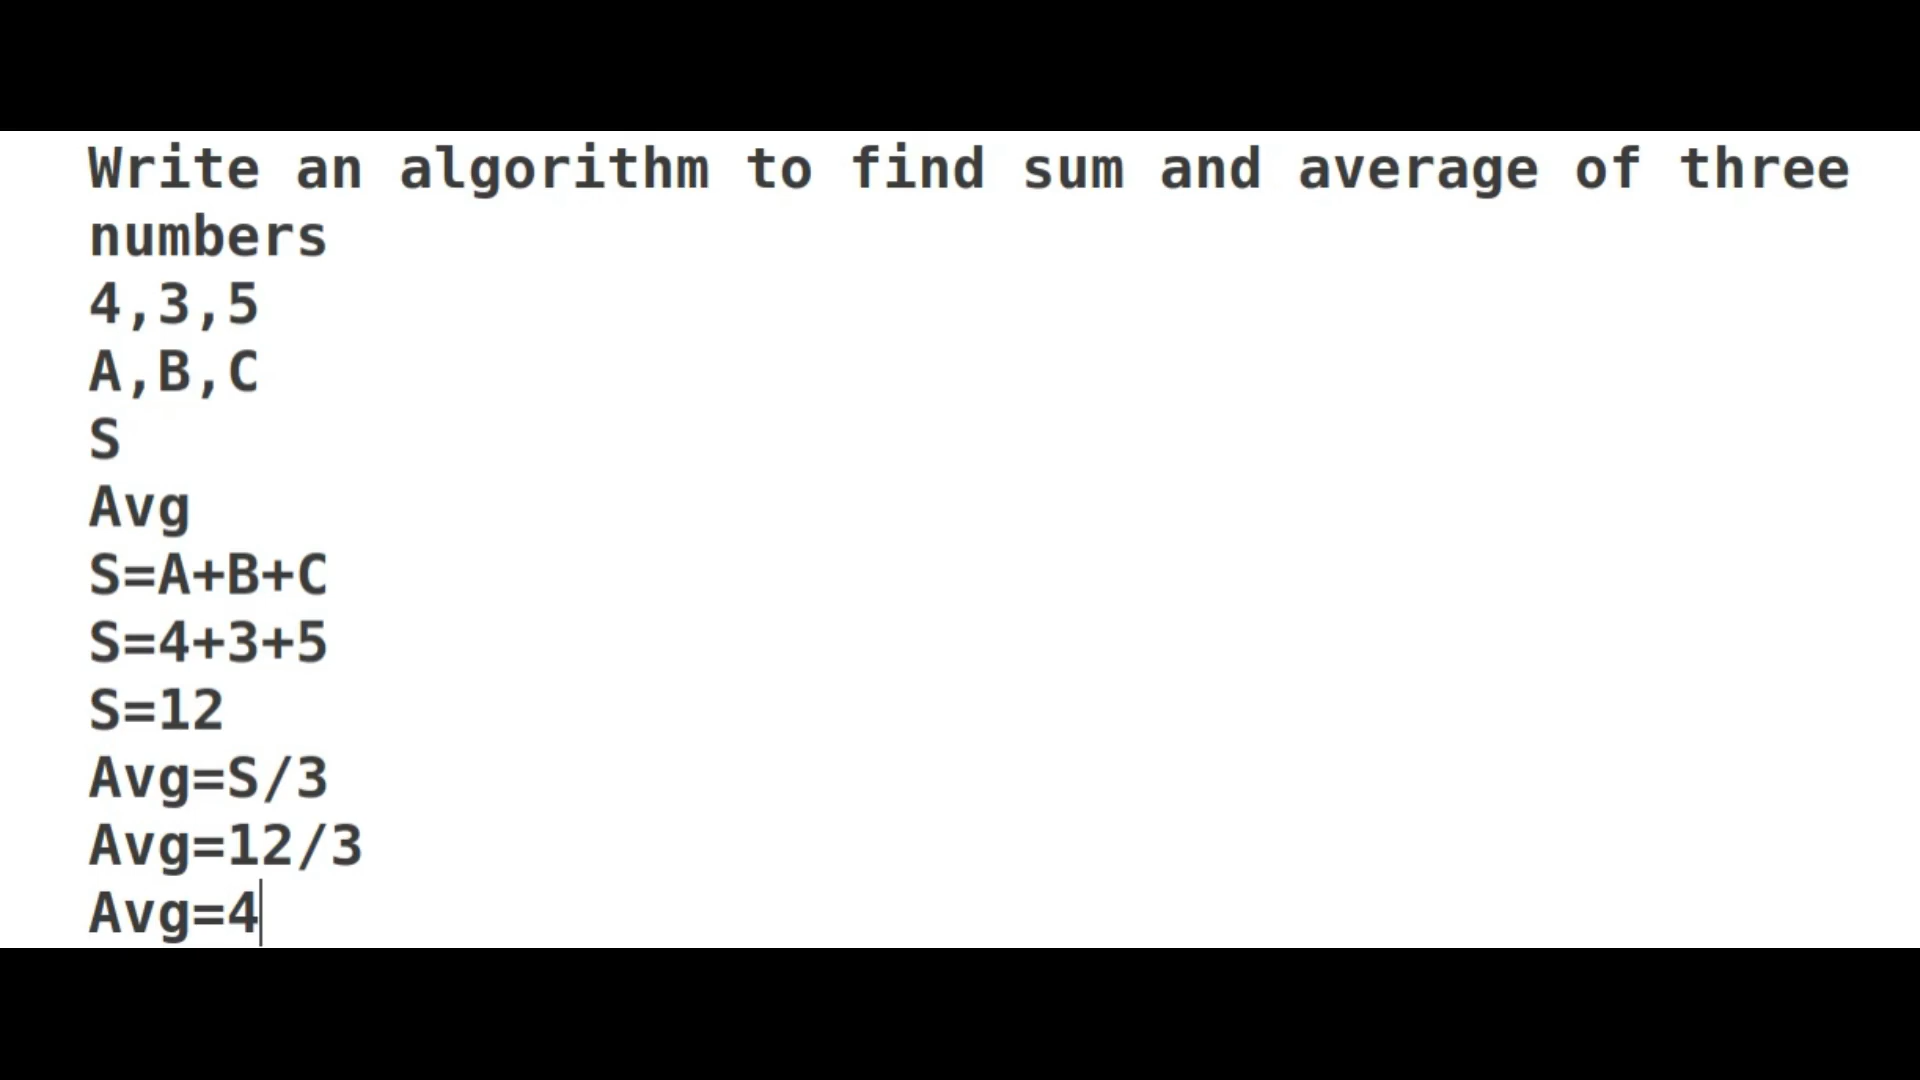 Write an algorithm to find sum and average of three
numbers
4,3,5
A,B,C
S
Avg
S=A+B+C
S=4+3+5
S=12
Avg=S/3
Avg=12/3
Avg=4